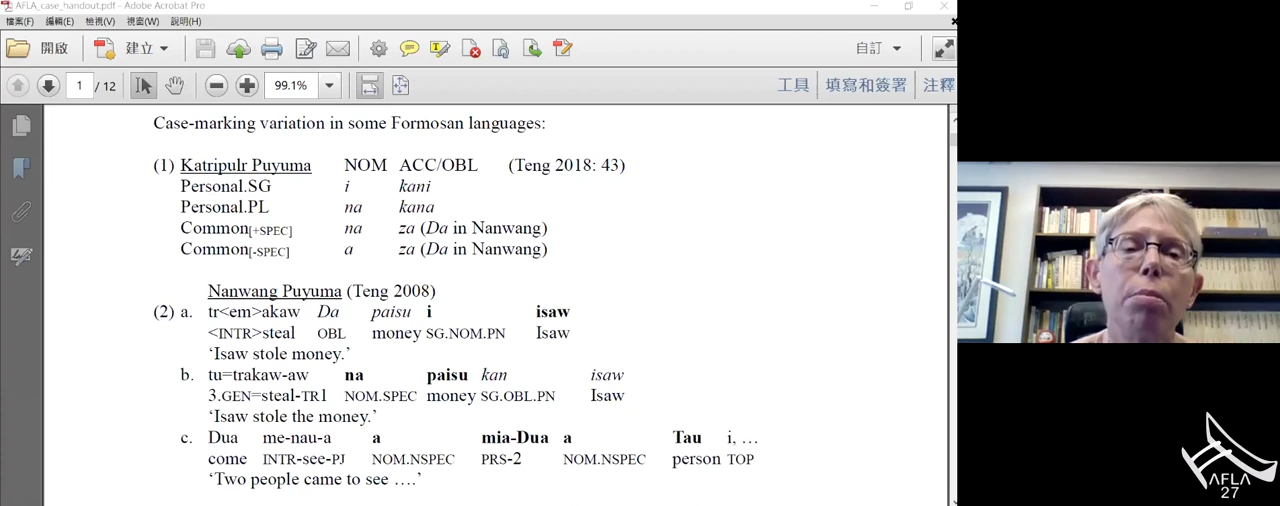 AFLA_case_handout.pdf - Adobe Acrobat Pro
檔案(F) 編輯(E) 檢視(V) 視窗(W) 說明(H)
開啟 建立 自訂
1 / 12 99.1% 工具 填寫和簽署 注釋
Case-marking variation in some Formosan languages:
(1) Katripulr Puyuma NOM ACC/OBL (Teng 2018: 43)
Personal.SG i kani
Personal.PL na kana
Common[+SPEC] na za (Da in Nanwang)
Common[-SPEC] a za (Da in Nanwang)
Nanwang Puyuma (Teng 2008)
(2) a. tr<em>akaw Da paisu i isaw
<INTR>steal OBL money SG.NOM.PN Isaw
‘Isaw stole money.’
b. tu=trakaw-aw na paisu kan isaw
3.GEN=steal-TR1 NOM.SPEC money SG.OBL.PN Isaw
‘Isaw stole the money.’
c. Dua me-nau-a a mia-Dua a Tau i, …
come INTR-see-PJ NOM.NSPEC PRS-2 NOM.NSPEC person TOP
‘Two people came to see ….’
AFLA
27